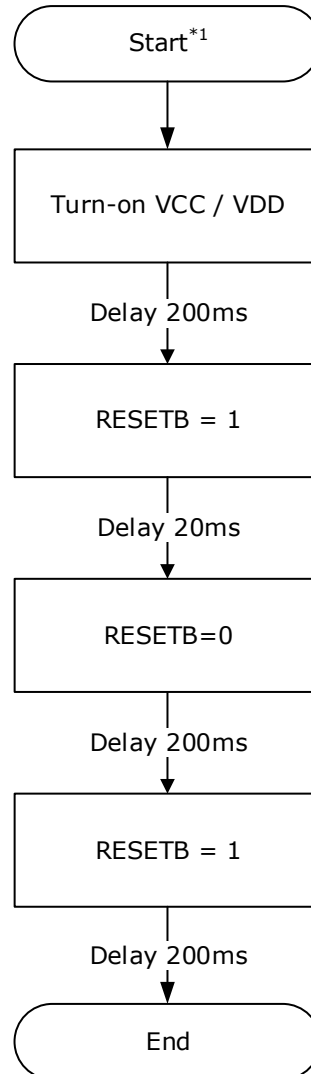 Start*1
Turn-on VCC / VDD
Delay 200ms
RESETB = 1
Delay 20ms
RESETB=0
Delay 200ms
RESETB = 1
Delay 200ms
End